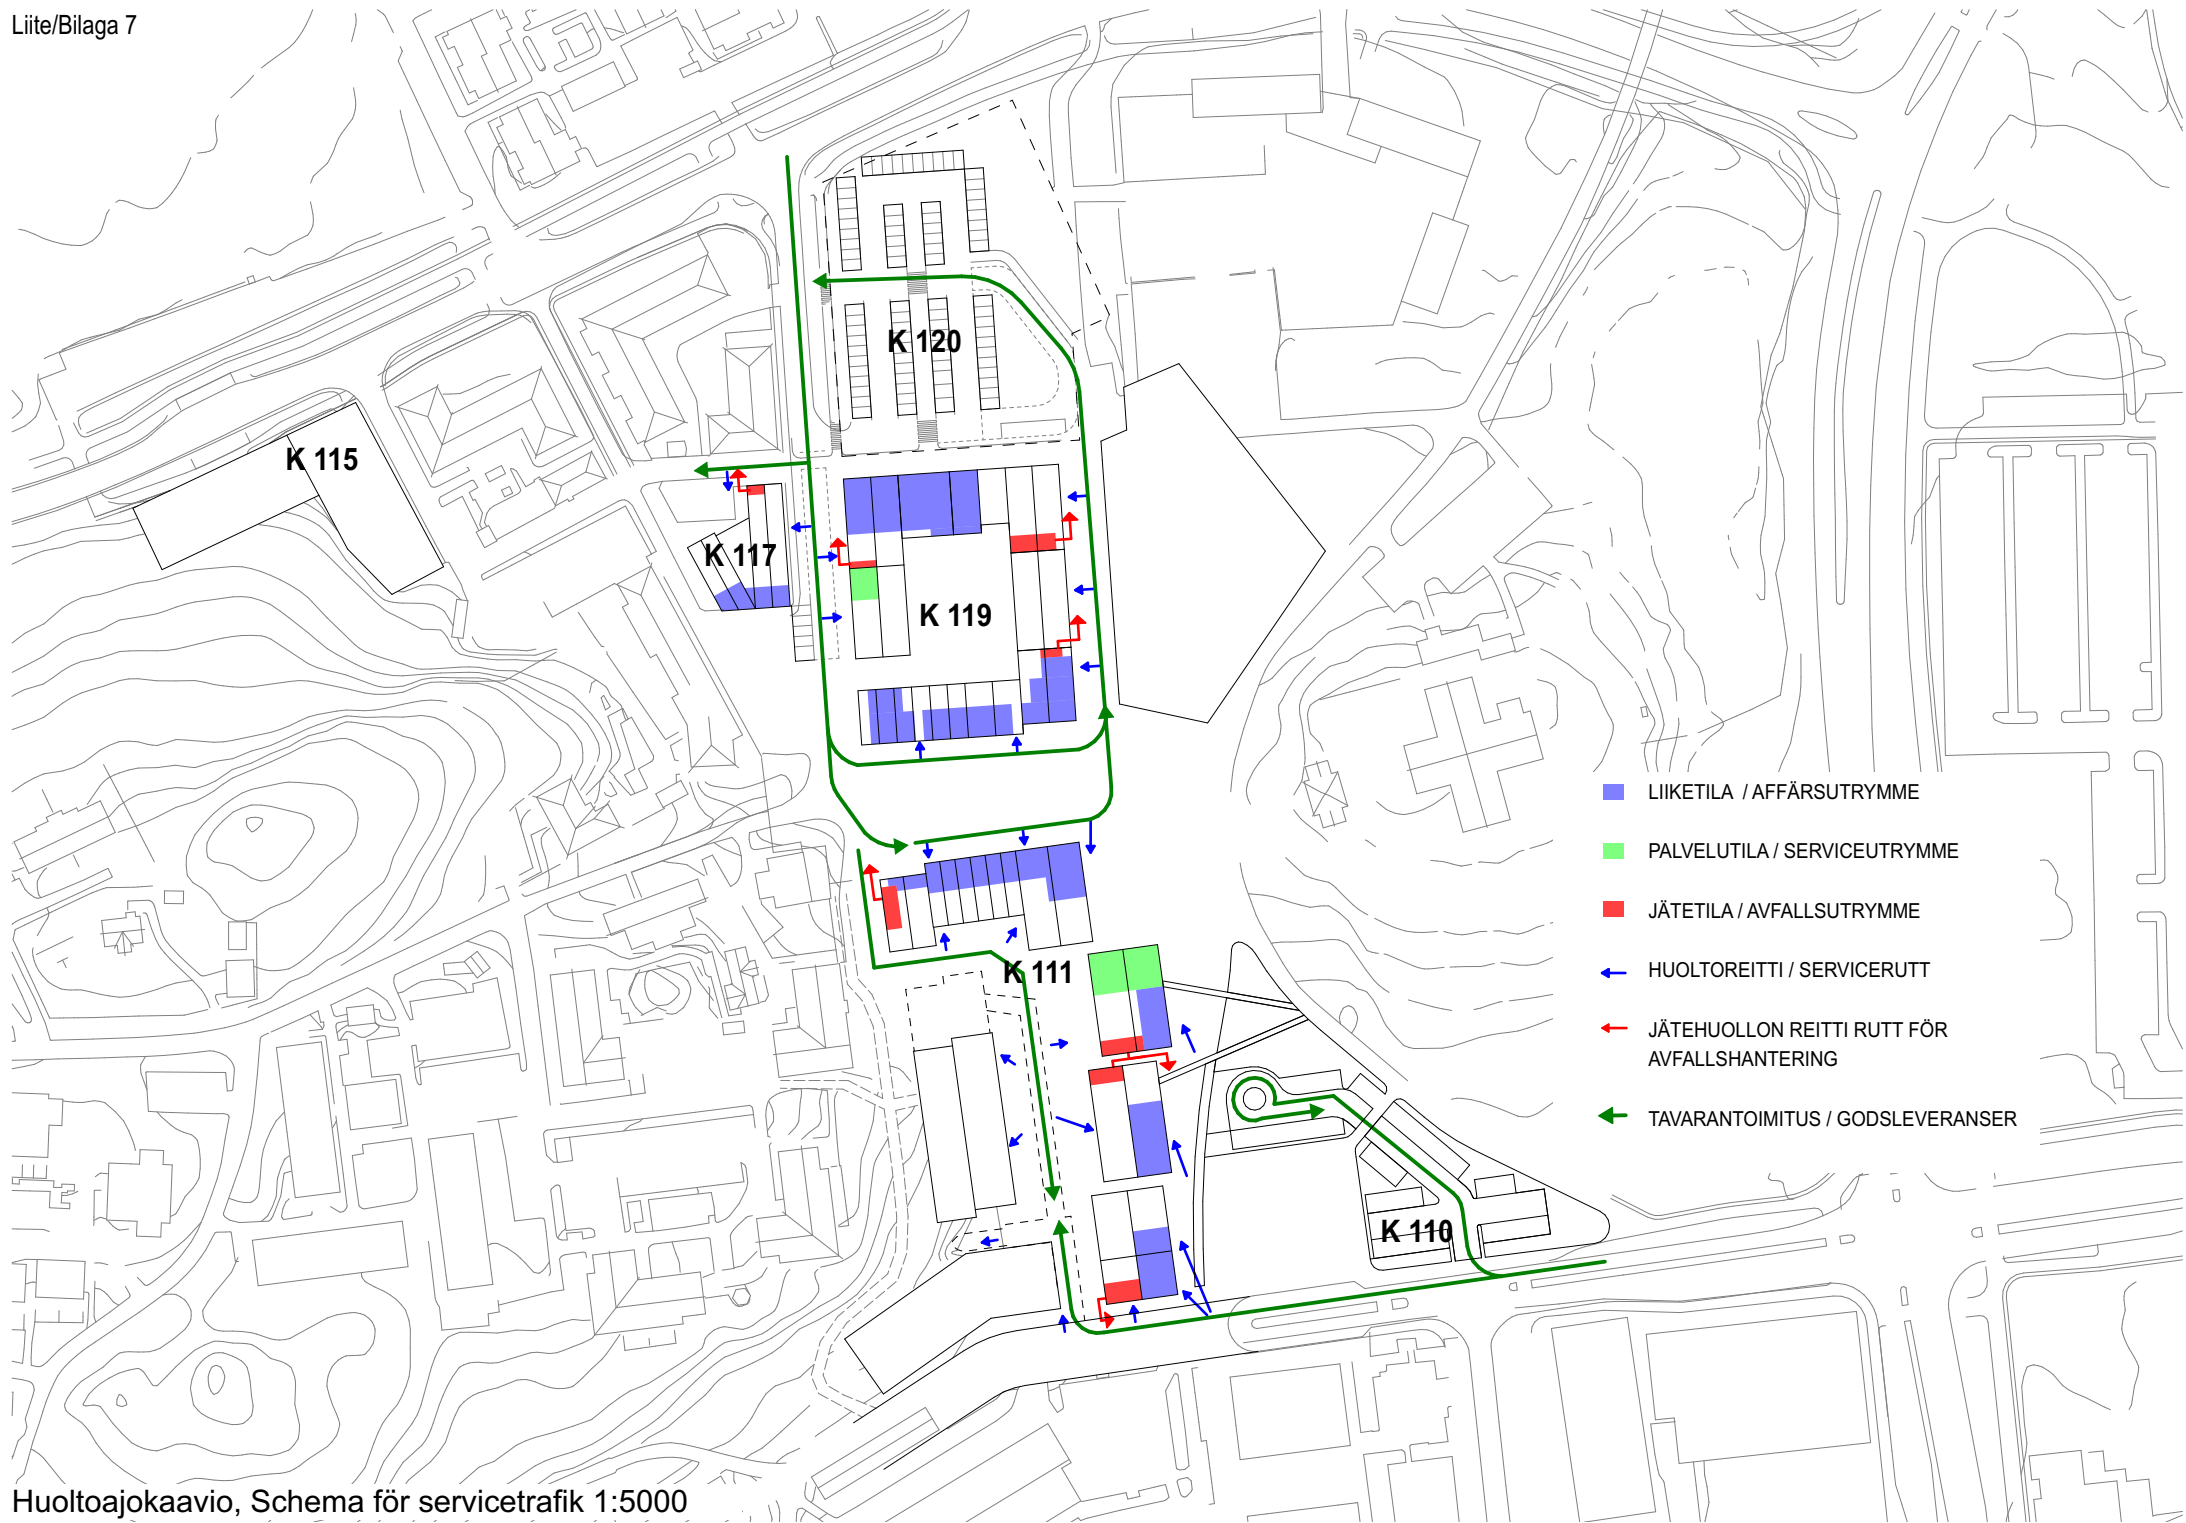 Liite/Bilaga 7
K 120
K 115
K 117
K 119
K 111
K 110
LIIKETILA / AFFÄRSUTRYMME
PALVELUTILA / SERVICEUTRYMME
JÄTETILA / AVFALLSUTRYMME
HUOLTOREITTI / SERVICERUTT
JÄTEHUOLLON REITTI RUTT FÖR
AVFALLSHANTERING
TAVARANTOIMITUS / GODSLEVERANSER
Huoltoajokaavio, Schema för servicetrafik 1:5000